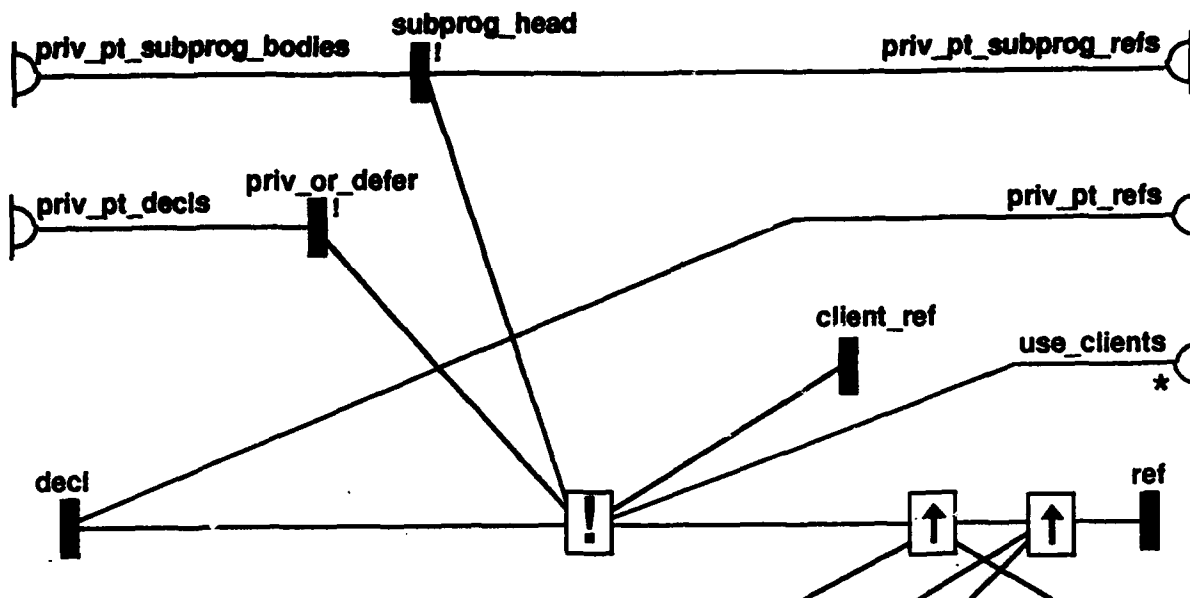 subprog_head
priv_pt_subprog_bodies
!
priv_pt_subprog_refs
priv_or_defer
priv_pt_decls
!
priv_pt_refs
client_ref
use_clients
*
decl
ref
!
↑
↑